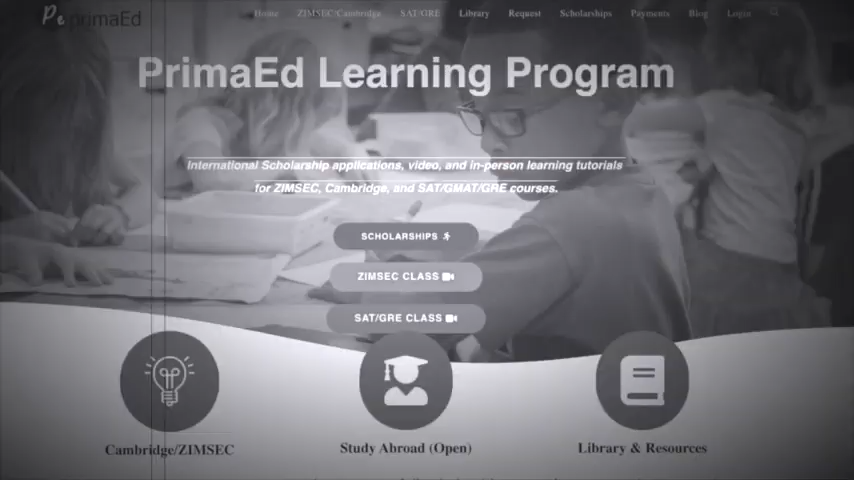 Pe primaEd
Home ZIMSEC/Cambridge SAT/GRE Library Request Scholarships Payments Blog Login
PrimaEd Learning Program
International Scholarship applications, video, and in-person learning tutorials
for ZIMSEC, Cambridge, and SAT/GMAT/GRE courses.
SCHOLARSHIPS
ZIMSEC CLASS
SAT/GRE CLASS
Cambridge/ZIMSEC Study Abroad (Open) Library & Resources